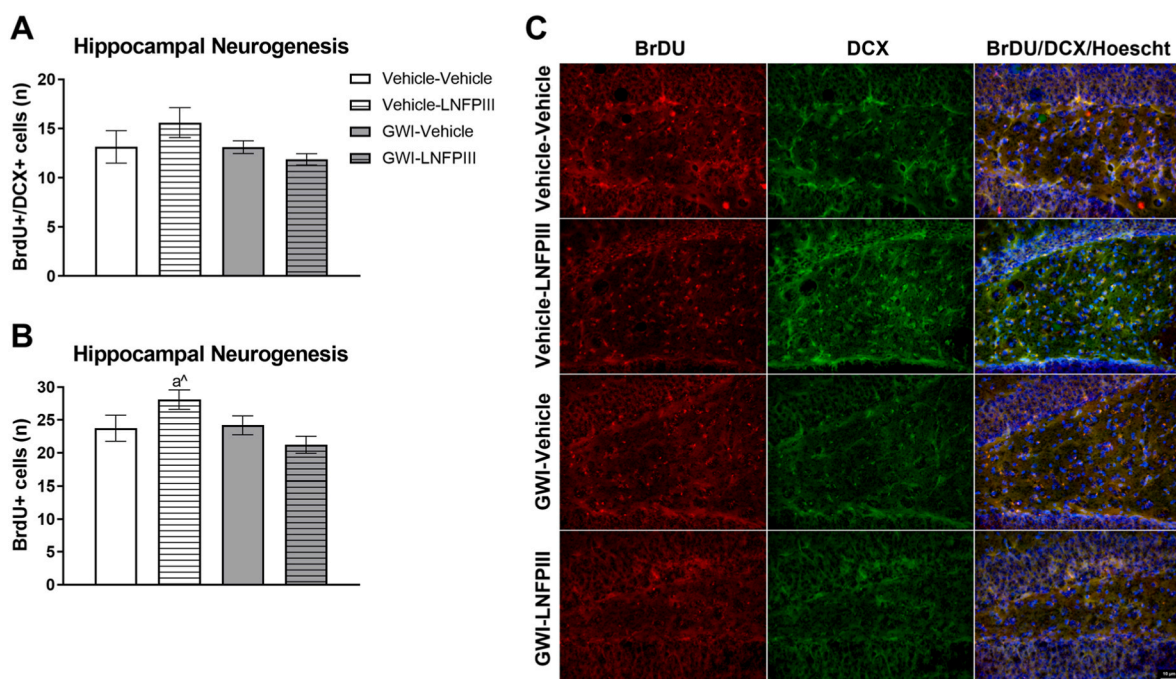 A
Hippocampal Neurogenesis
BrdU+/DCX+ cells (n)
20
15
10
5
0
Vehicle-Vehicle
Vehicle-LNFPIII
GWI-Vehicle
GWI-LNFPIII
B
Hippocampal Neurogenesis
BrdU+ cells (n)
30
25
20
15
10
5
0
a^
C
BrDU DCX BrDU/DCX/Hoescht
Vehicle-Vehicle
Vehicle-LNFPIII
GWI-Vehicle
GWI-LNFPIII